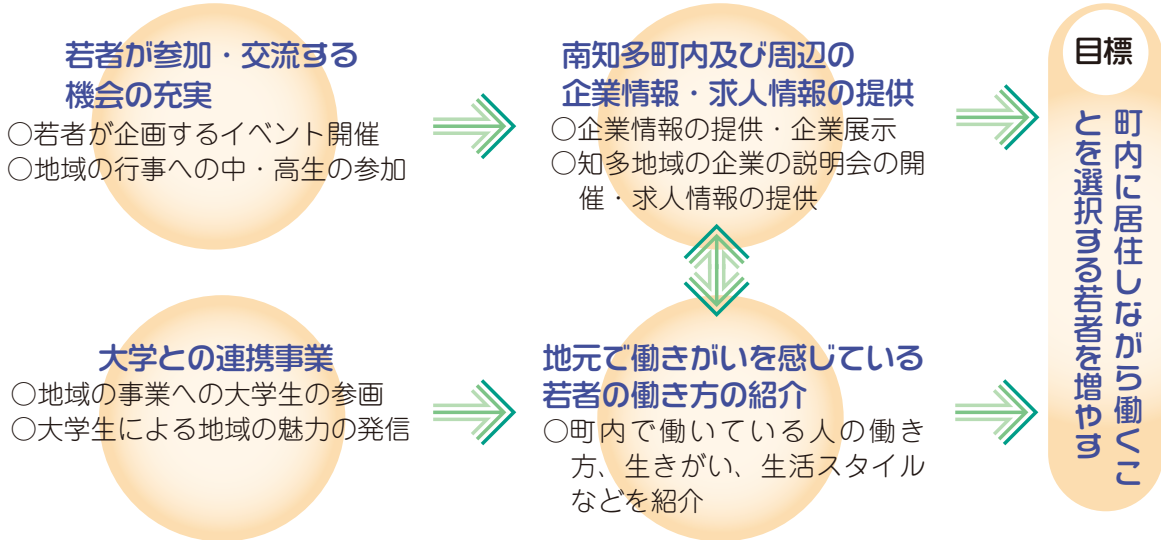 若者が参加・交流する
機会の充実
○若者が企画するイベント開催
○地域の行事への中・高生の参加
南知多町内及び周辺の
企業情報・求人情報の提供
○企業情報の提供・企業展示
○知多地域の企業の説明会の開
催・求人情報の提供
大学との連携事業
○地域の事業への大学生の参画
○大学生による地域の魅力の発信
地元で働きがいを感じている
若者の働き方の紹介
○町内で働いている人の働き
方、生きがい、生活スタイル
などを紹介
目標
町内に居住しながら働くこ
とを選択する若者を増やす